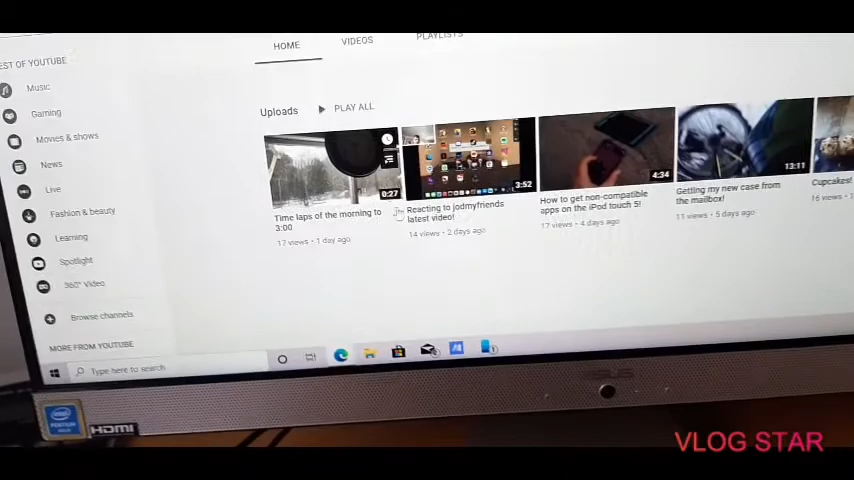 HOME VIDEOS PLAYLISTS
EST OF YOUTUBE
Music
Gaming
Movies & shows
News
Live
Fashion & beauty
Learning
Spotlight
360° Video
Browse channels
MORE FROM YOUTUBE
Uploads PLAY ALL
0:27
Time laps of the morning to
3:00
17 views • 1 day ago
3:52
Reacting to jodmyfriends
latest video!
14 views • 2 days ago
4:34
How to get non-compatible
apps on the iPod touch 5!
17 views • 4 days ago
13:11
Getting my new case from
the mailbox!
11 views • 5 days ago
Cupcakes!
16 views •
Type here to search
intel
PENTIUM
HDMI
ASUS
VLOG STAR